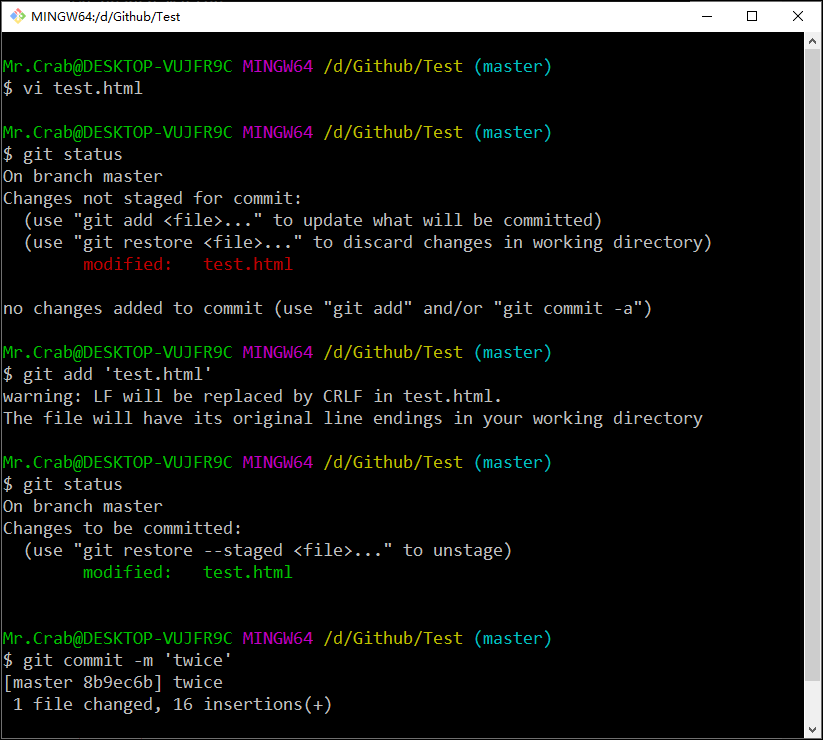 MINGW64:/d/Github/Test
Mr.Crab@DESKTOP-VUJFR9C MINGW64 /d/Github/Test (master)
$ vi test.html
Mr.Crab@DESKTOP-VUJFR9C MINGW64 /d/Github/Test (master)
$ git status
On branch master
Changes not staged for commit:
  (use "git add <file>..." to update what will be committed)
  (use "git restore <file>..." to discard changes in working directory)
        modified:   test.html
no changes added to commit (use "git add" and/or "git commit -a")
Mr.Crab@DESKTOP-VUJFR9C MINGW64 /d/Github/Test (master)
$ git add 'test.html'
warning: LF will be replaced by CRLF in test.html.
The file will have its original line endings in your working directory
Mr.Crab@DESKTOP-VUJFR9C MINGW64 /d/Github/Test (master)
$ git status
On branch master
Changes to be committed:
  (use "git restore --staged <file>..." to unstage)
        modified:   test.html
Mr.Crab@DESKTOP-VUJFR9C MINGW64 /d/Github/Test (master)
$ git commit -m 'twice'
[master 8b9ec6b] twice
 1 file changed, 16 insertions(+)